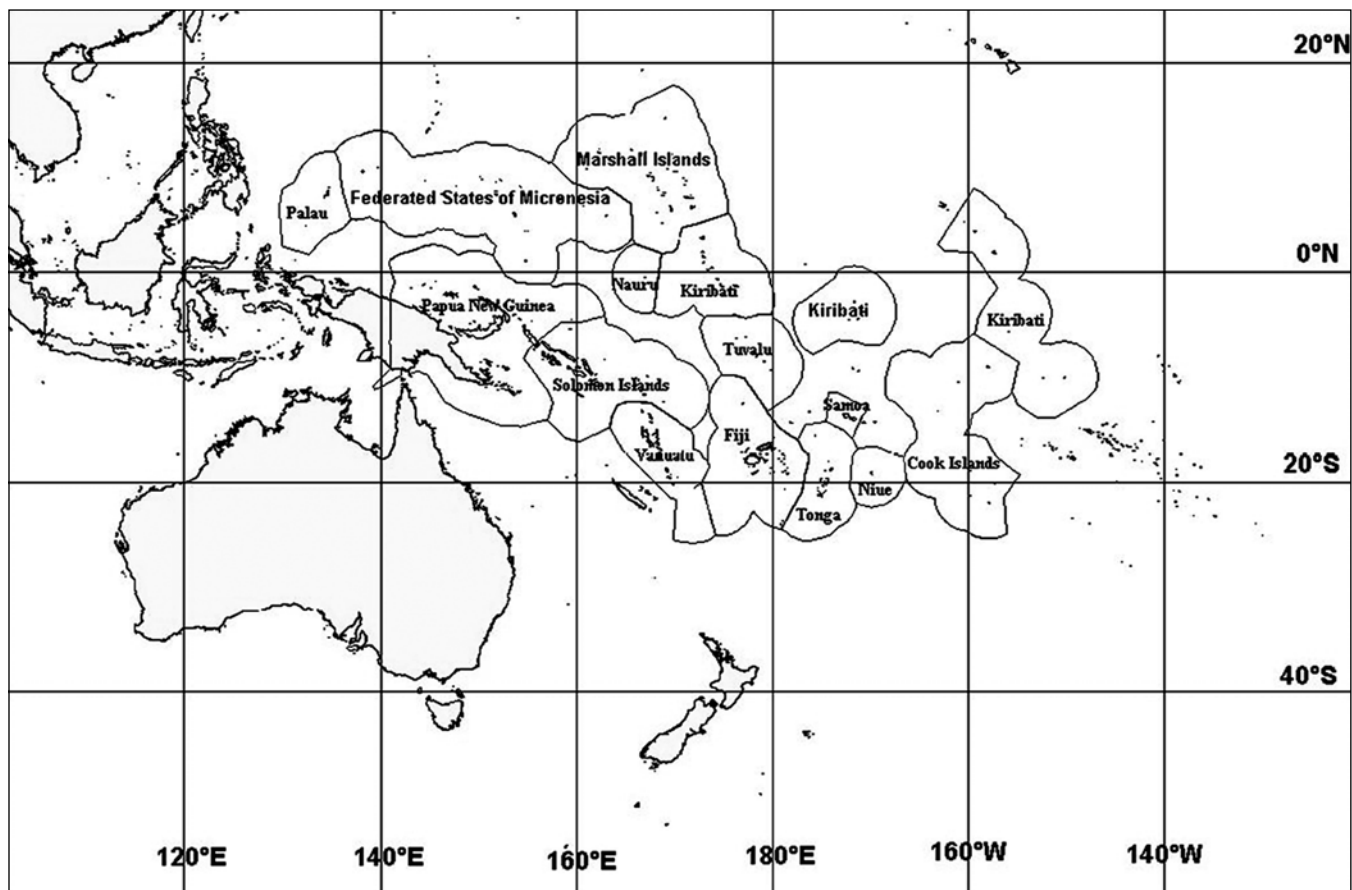 20°N
Marshall Islands
Federated States of Micronesia
Palau
0°N
Nauru
Kiribati
Kiribati
Kiribati
Papua New Guinea
Tuvalu
Solomon Islands
Samoa
Fiji
Vanuatu
Cook Islands
20°S
Niue
Tonga
40°S
120°E
140°E
160°E
180°E
160°W
140°W